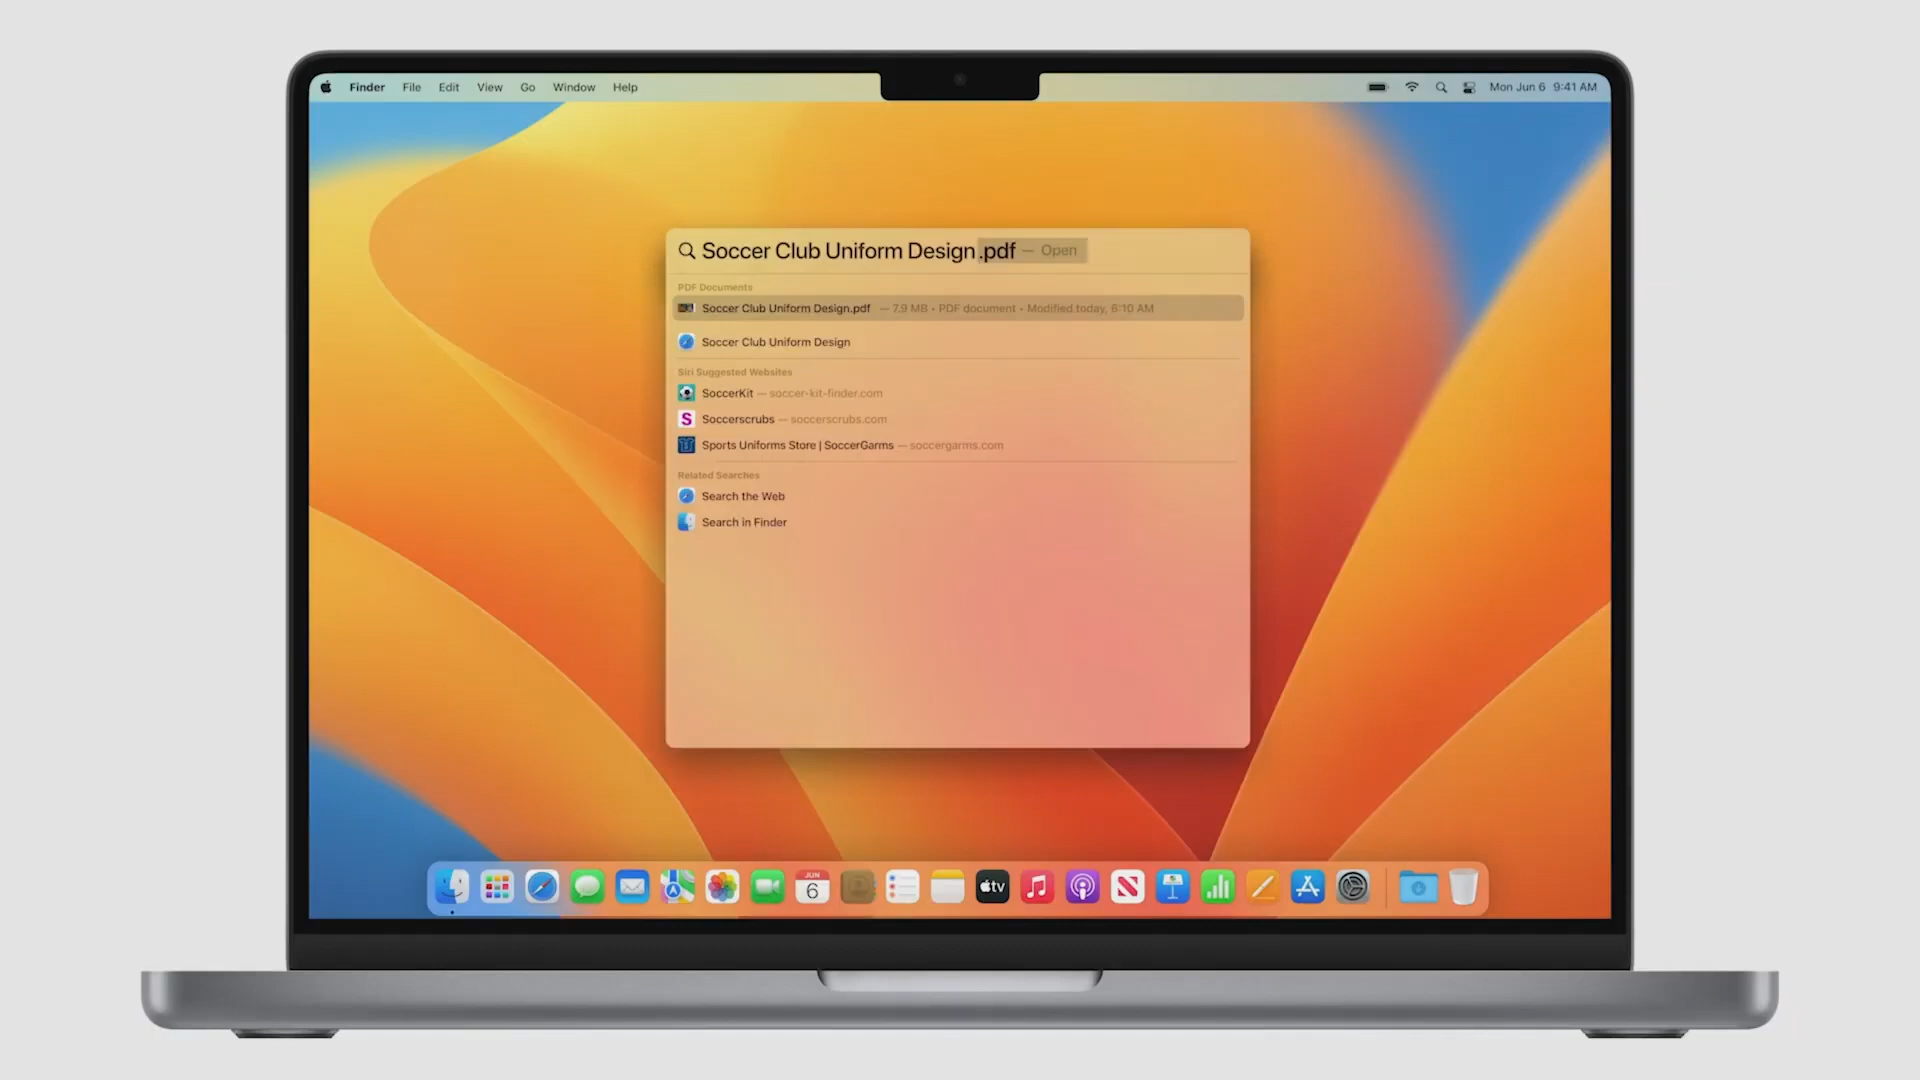 Finder File Edit View Go Window Help
Mon Jun 6 9:41 AM
Soccer Club Uniform Design.pdf — Open
PDF Documents
Soccer Club Uniform Design.pdf — 7.9 MB • PDF document • Modified today, 6:10 AM
Soccer Club Uniform Design
Siri Suggested Websites
SoccerKit — soccer-kit-finder.com
S Soccerscrubs — soccerscrubs.com
Sports Uniforms Store | SoccerGarms — soccergarms.com
Related Searches
Search the Web
Search in Finder
JUN
6
tv